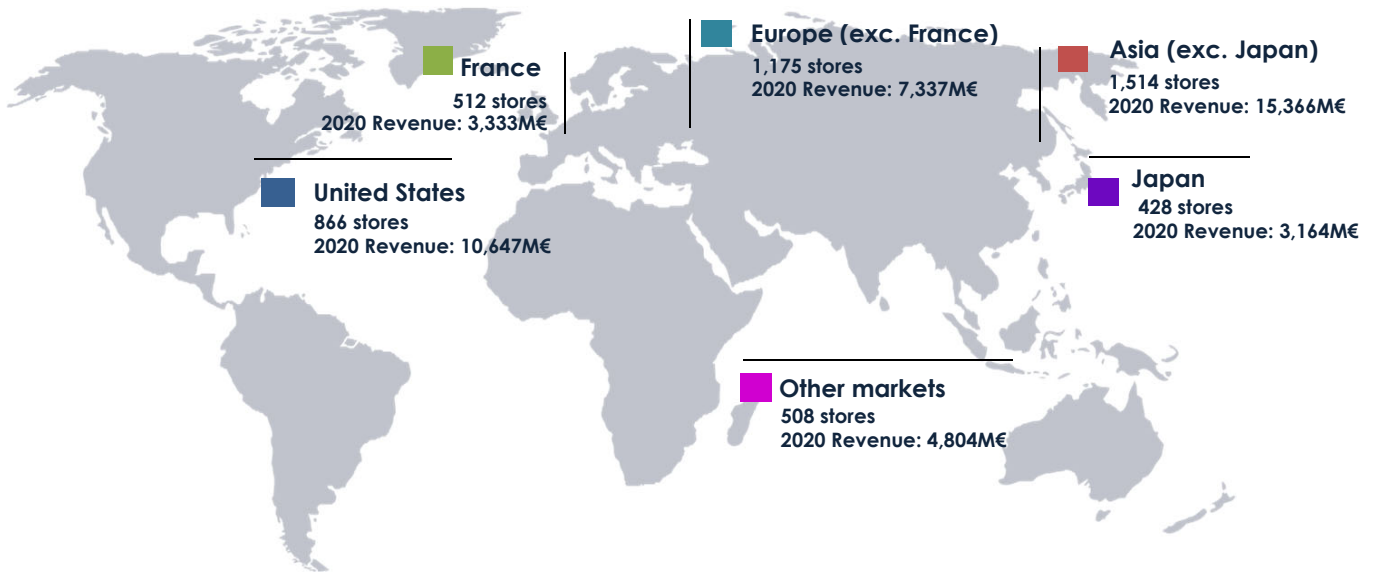 France
512 stores
2020 Revenue: 3,333M€
Europe (exc. France)
1,175 stores
2020 Revenue: 7,337M€
Asia (exc. Japan)
1,514 stores
2020 Revenue: 15,366M€
United States
866 stores
2020 Revenue: 10,647M€
Japan
428 stores
2020 Revenue: 3,164M€
Other markets
508 stores
2020 Revenue: 4,804M€